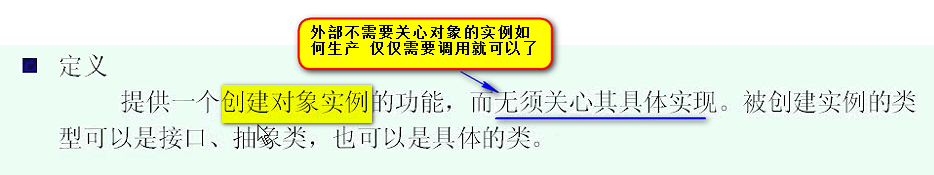 外部不需要关心对象的实例如
何生产 仅仅需要调用就可以了
定义
提供一个创建对象实例的功能，而无须关心其具体实现。被创建实例的类
型可以是接口、抽象类，也可以是具体的类。